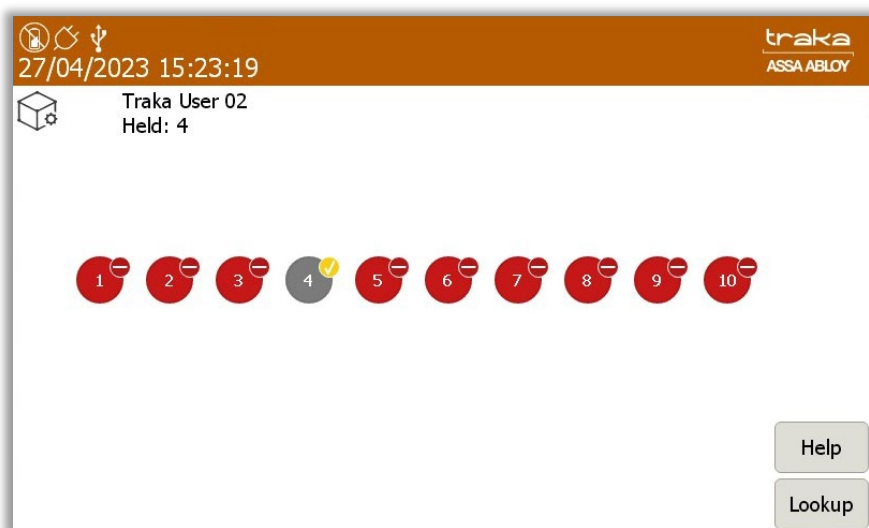 27/04/2023 15:23:19
traka
ASSA ABLOY
Traka User 02
Held: 4
1 2 3 4 5 6 7 8 9 10
Help
Lookup